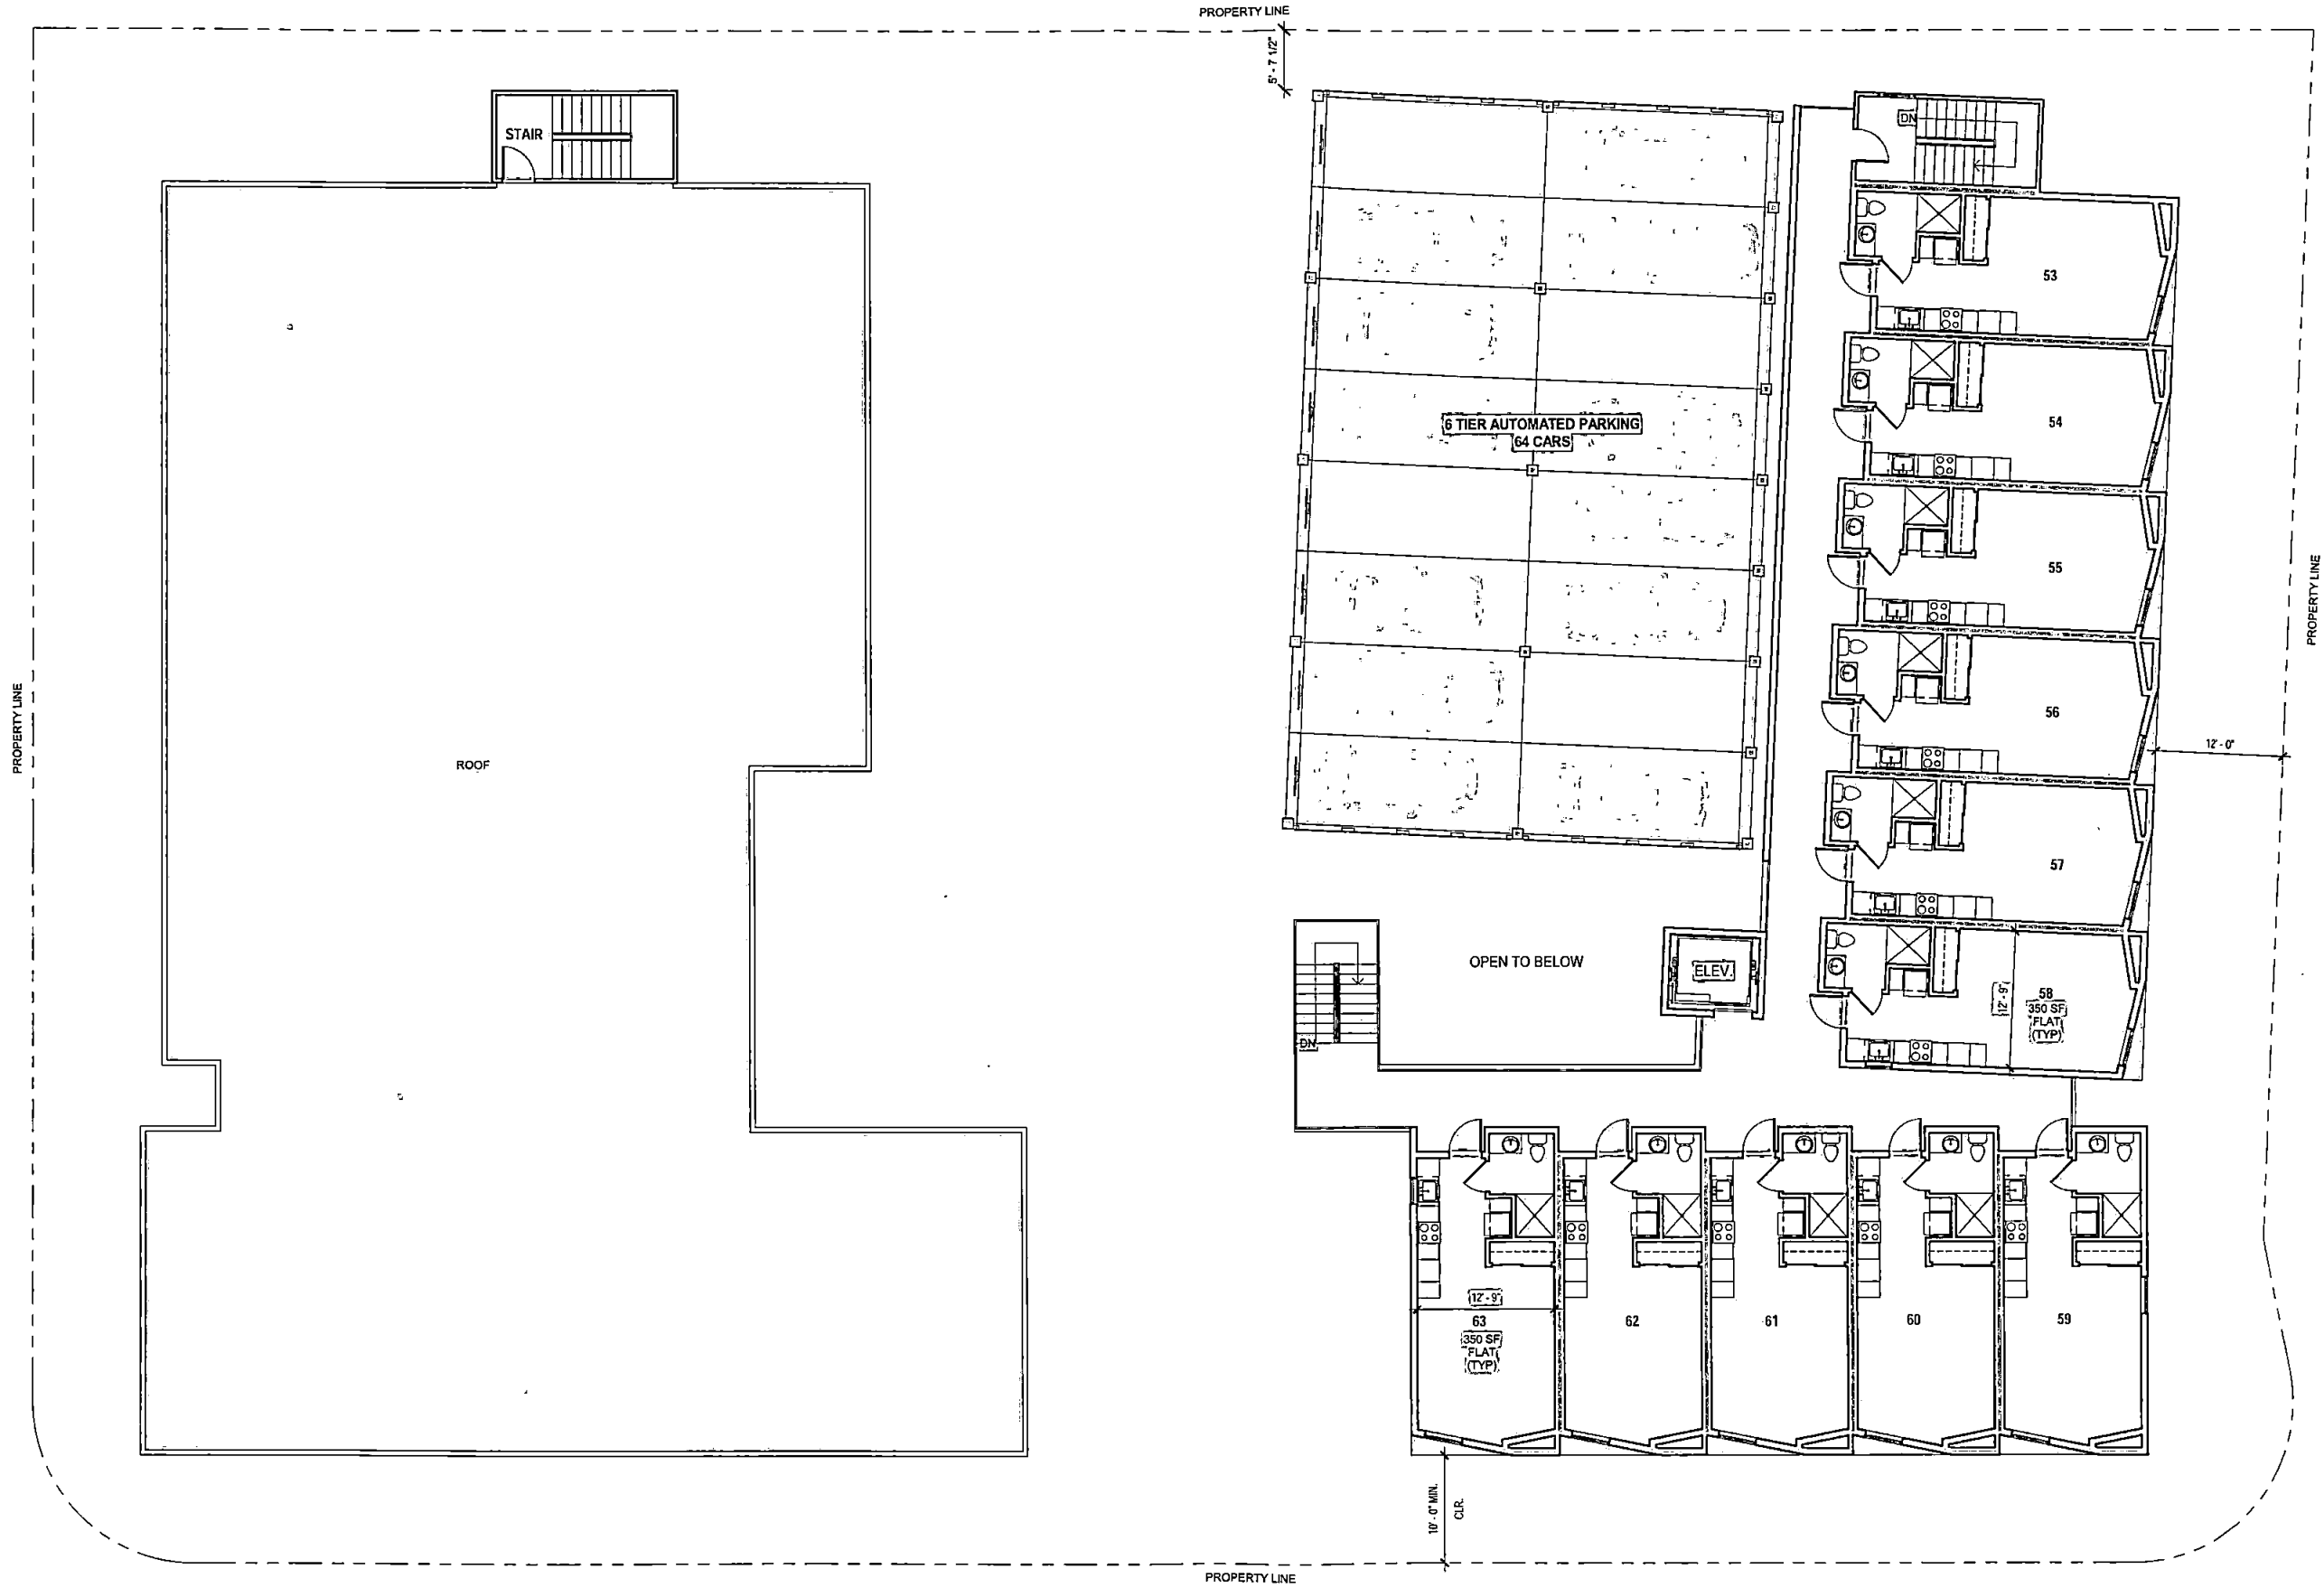 PROPERTY LINE
5' - 7 1/2"
STAIR
DN
53
6 TIER AUTOMATED PARKING
64 CARS
54
55
PROPERTY LINE
56
12' - 0"
PROPERTY LINE
ROOF
57
OPEN TO BELOW
ELEV.
12' - 9"
58
350 SF
FLAT
(TYP)
DN
12' - 9"
63
350 SF
FLAT
(TYP)
62
61
60
59
10' - 0" MIN.
CLR.
PROPERTY LINE